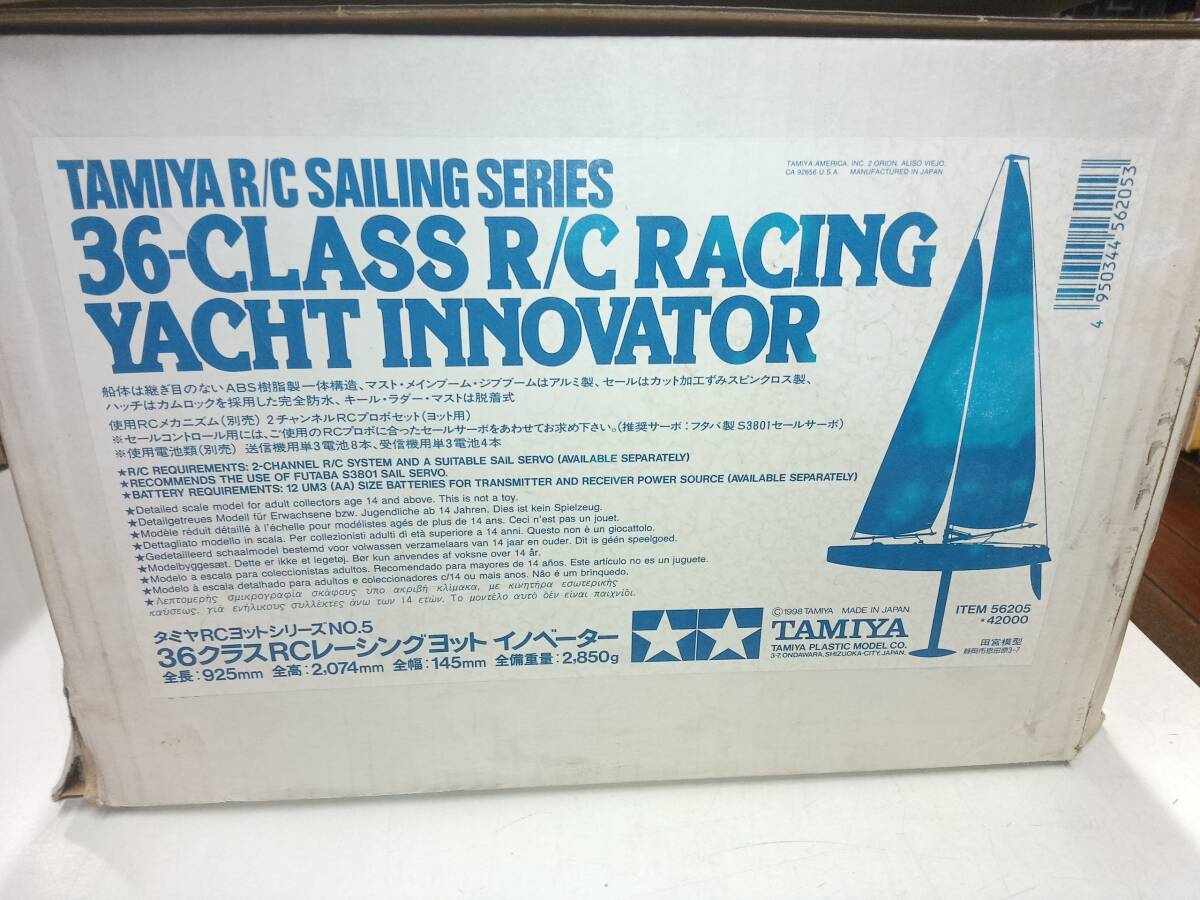 TAMIYA R/C SAILING SERIES
36-CLASS R/C RACING
YACHT INNOVATOR
TAMIYA AMERICA, INC. 2 ORION, ALISO VIEJO,
CA 92656 U.S.A. MANUFACTURED IN JAPAN
4 950344 562053
船体は継ぎ目のないABS樹脂製一体構造、マスト・メインブーム・ジブブームはアルミ製、セールはカット加工ずみスピンクロス製、
ハッチはカムロックを採用した完全防水、キール・ラダー・マストは脱着式
使用RCメカニズム(別売) 2チャンネルRCプロポセット(ヨット用)
※セールコントロール用には、ご使用のRCプロポに合ったセールサーボをあわせてお求め下さい。(推奨サーボ:フタバ製S3801セールサーボ)
※使用電池類(別売) 送信機用単3電池8本、受信機用単3電池4本
★R/C REQUIREMENTS: 2-CHANNEL R/C SYSTEM AND A SUITABLE SAIL SERVO (AVAILABLE SEPARATELY)
★RECOMMENDS THE USE OF FUTABA S3801 SAIL SERVO.
★BATTERY REQUIREMENTS: 12 UM3 (AA) SIZE BATTERIES FOR TRANSMITTER AND RECEIVER POWER SOURCE (AVAILABLE SEPARATELY)
★Detailed scale model for adult collectors age 14 and above. This is not a toy.
★Detailgetreues Modell für Erwachsene bzw. Jugendliche ab 14 Jahren. Dies ist kein Spielzeug.
★Modèle réduit détaillé à l'échelle pour modélistes agés de plus de 14 ans. Ceci n'est pas un jouet.
★Dettagliato modello in scala. Per collezionisti adulti di età superiore a 14 anni. Questo non è un giocattolo.
★Gedetailleerd schaalmodel bestemd voor volwassen verzamelaars van 14 jaar en ouder. Dit is géén speelgoed.
★Modelbyggesæt. Dette er ikke et legetøj. Bør kun anvendes af voksne over 14 år.
★Modelo a escala para coleccionistas adultos. Recomendado para mayores de 14 años. Este artículo no es un juguete.
★Modelo à escala detalhado para adultos e coleccionadores c/14 ou mais anos. Não é um brinquedo.
★Λεπτομερής σμικρογραφία σκάφους υπο ακριβή κλίμακα, με κινητήρα εσωτερικής
καύσεως, γιά ενήλικους συλλέκτες άνω των 14 ετών. Το μοντέλο αυτό δέν είναι παιχνίδι.
タミヤRCヨットシリーズNO.5
36クラスRCレーシングヨット イノベーター
全長:925mm 全高:2,074mm 全幅:145mm 全備重量:2,850g
©1998 TAMIYA MADE IN JAPAN
TAMIYA
TAMIYA PLASTIC MODEL CO.
3-7, ONDAWARA, SHIZUOKA-CITY, JAPAN.
ITEM 56205
*42000
田宮模型
静岡市恩田原3-7